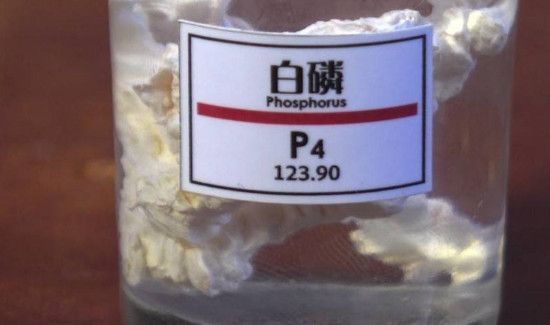 白磷
Phosphorus
P4
123.90